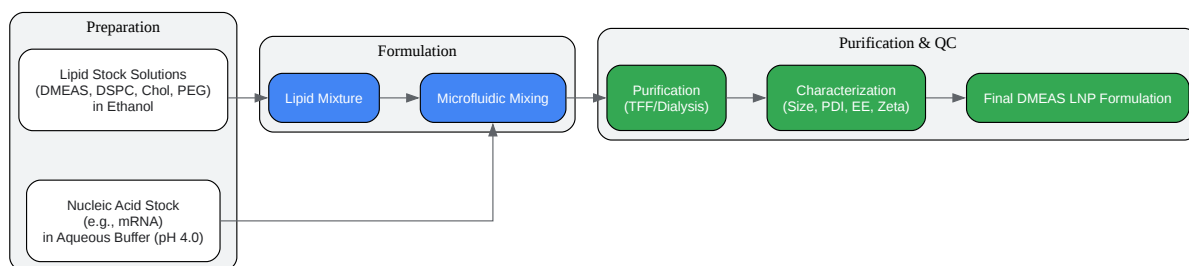 Preparation
Lipid Stock Solutions
(DMEAS, DSPC, Chol, PEG)
in Ethanol
Nucleic Acid Stock
(e.g., mRNA)
in Aqueous Buffer (pH 4.0)
Formulation
Lipid Mixture
Microfluidic Mixing
Purification & QC
Purification
(TFF/Dialysis)
Characterization
(Size, PDI, EE, Zeta)
Final DMEAS LNP Formulation